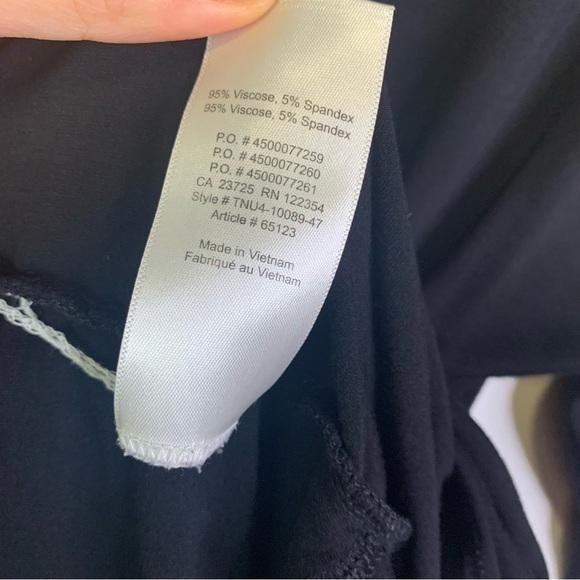 95% Viscose, 5% Spandex
95% Viscose, 5% Spandex
P.O. # 4500077259
P.O. # 4500077260
P.O. # 4500077261
CA 23725 RN 122354
Style # TNU4-10089-47
Article # 65123
Made in Vietnam
Fabriqué au Vietnam